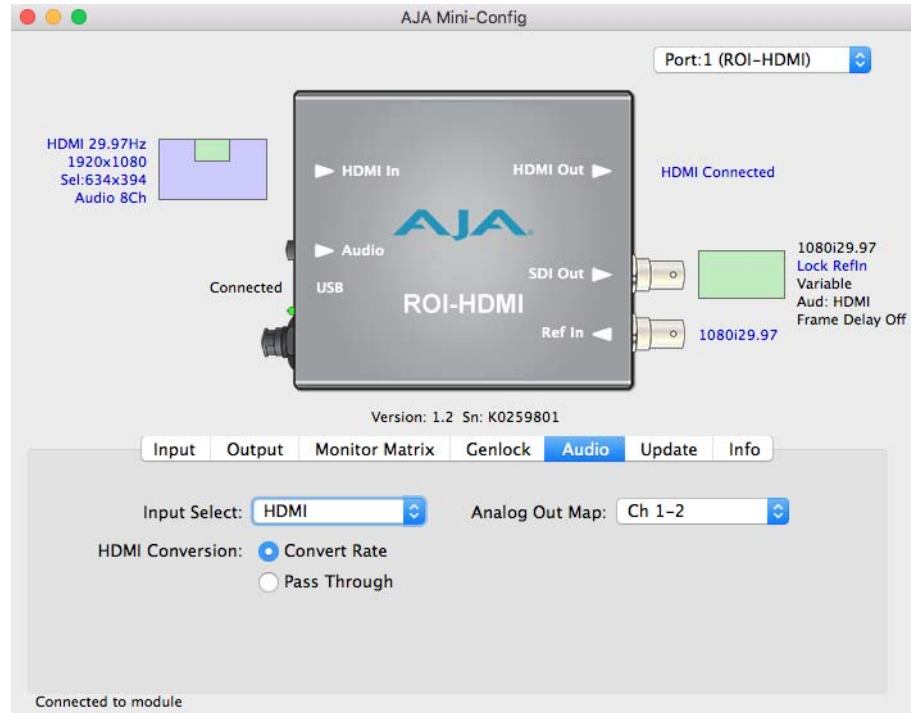 AJA Mini-Config
Port:1 (ROI-HDMI)
HDMI 29.97Hz
1920x1080
Sel:634x394
Audio 8Ch
HDMI In
HDMI Out
HDMI Connected
AJA
Audio
Connected
USB
SDI Out
ROI-HDMI
Ref In
1080i29.97
Lock RefIn
Variable
Aud: HDMI
Frame Delay Off
1080i29.97
Version: 1.2 Sn: K0259801
Input Output Monitor Matrix Genlock Audio Update Info
Input Select: HDMI
Analog Out Map: Ch 1-2
HDMI Conversion: Convert Rate
Pass Through
Connected to module